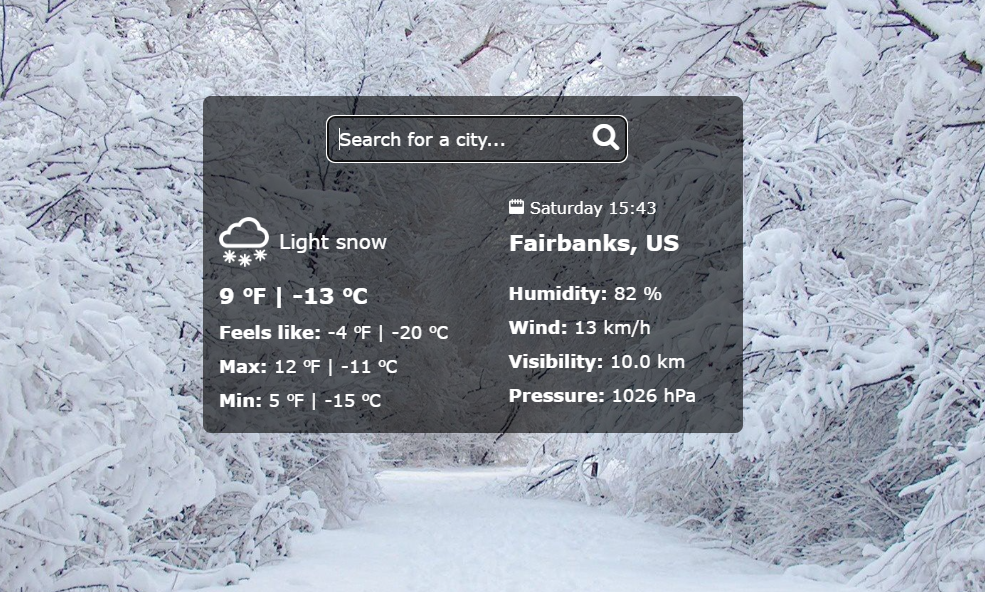 Search for a city...
Light snow
9 ºF | -13 ºC
Feels like: -4 ºF | -20 ºC
Max: 12 ºF | -11 ºC
Min: 5 ºF | -15 ºC
Saturday 15:43
Fairbanks, US
Humidity: 82 %
Wind: 13 km/h
Visibility: 10.0 km
Pressure: 1026 hPa